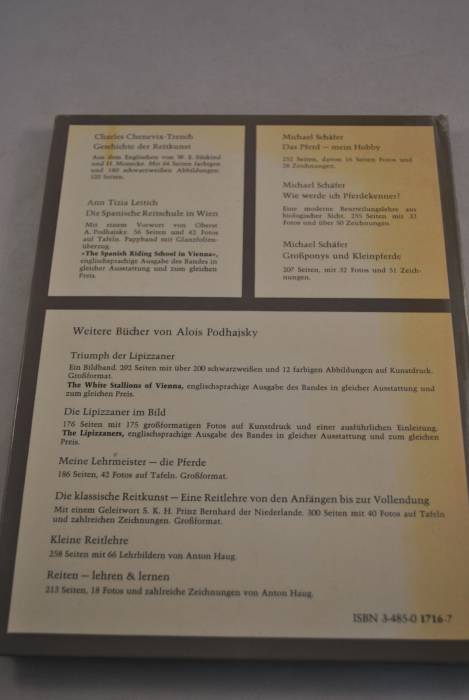 Charles Chenevix-Trench
Geschichte der Reitkunst
Aus dem Englischen von W. E. Süskind
und H. Mossecke. Mit 64 Seiten farbigen
und 180 schwarzweißen Abbildungen.
Seiten.
Ann Tizia Leitich
Die Spanische Reitschule in Wien
Mit einem Vorwort von Oberst
A. Podhajsky. 56 Seiten und 42 Fotos
auf Tafeln. Pappband mit Glanzfolien-
überzug.
«The Spanish Riding School in Vienna»,
englischsprachige Ausgabe des Bandes in
gleicher Ausstattung und zum gleichen
Preis.
Michael Schäfer
Das Pferd – mein Hobby
252 Seiten, davon 16 Seiten Fotos und
28 Zeichnungen.
Michael Schäfer
Wie werde ich Pferdekenner?
Eine moderne Beurteilungslehre aus
biologischer Sicht. 255 Seiten mit 32
Fotos und über 50 Zeichnungen.
Michael Schäfer
Großponys und Kleinpferde
207 Seiten, mit 32 Fotos und 51 Zeich-
nungen.
Weitere Bücher von Alois Podhajsky
Triumph der Lipizzaner
Ein Bildband. 202 Seiten mit über 200 schwarzweißen und 12 farbigen Abbildungen auf Kunstdruck.
Großformat.
The White Stallions of Vienna, englischsprachige Ausgabe des Bandes in gleicher Ausstattung und
zum gleichen Preis.
Die Lipizzaner im Bild
176 Seiten mit 175 großformatigen Fotos auf Kunstdruck und einer ausführlichen Einleitung.
The Lipizzaners, englischsprachige Ausgabe des Bandes in gleicher Ausstattung und zum gleichen
Preis.
Meine Lehrmeister – die Pferde
186 Seiten, 42 Fotos auf Tafeln. Großformat.
Die klassische Reitkunst – Eine Reitlehre von den Anfängen bis zur Vollendung
Mit einem Geleitwort S. K. H. Prinz Bernhard der Niederlande. 300 Seiten mit 40 Fotos auf Tafeln
und zahlreichen Zeichnungen. Großformat.
Kleine Reitlehre
258 Seiten mit 66 Lehrbildern von Anton Haug.
Reiten – lehren & lernen
213 Seiten, 18 Fotos und zahlreiche Zeichnungen von Anton Haug.
ISBN 3-485-0 1716-7